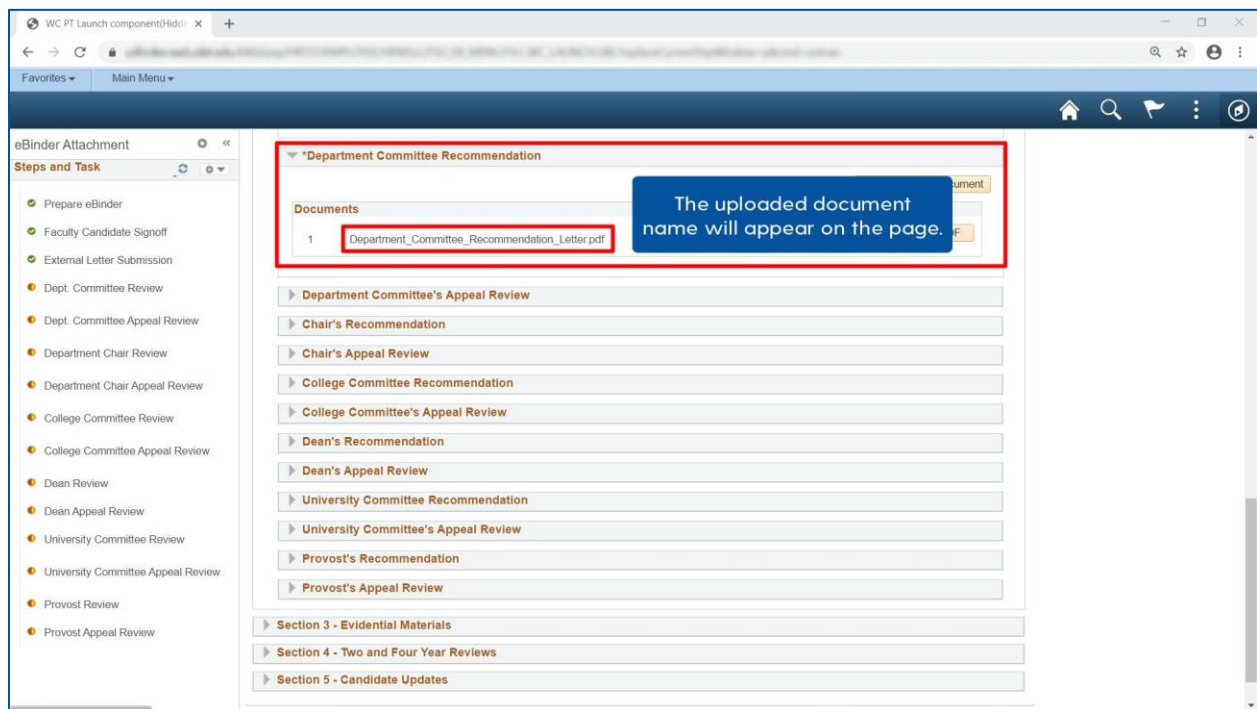 WC PT Launch component(Hidd
Favorites Main Menu
eBinder Attachment
Steps and Task
Prepare eBinder
Faculty Candidate Signoff
External Letter Submission
Dept. Committee Review
Dept. Committee Appeal Review
Department Chair Review
Department Chair Appeal Review
College Committee Review
College Committee Appeal Review
Dean Review
Dean Appeal Review
University Committee Review
University Committee Appeal Review
Provost Review
Provost Appeal Review
*Department Committee Recommendation
ument
Documents
The uploaded document
name will appear on the page.
1 Department_Committee_Recommendation_Letter.pdf
F
Department Committee's Appeal Review
Chair's Recommendation
Chair's Appeal Review
College Committee Recommendation
College Committee's Appeal Review
Dean's Recommendation
Dean's Appeal Review
University Committee Recommendation
University Committee's Appeal Review
Provost's Recommendation
Provost's Appeal Review
Section 3 - Evidential Materials
Section 4 - Two and Four Year Reviews
Section 5 - Candidate Updates